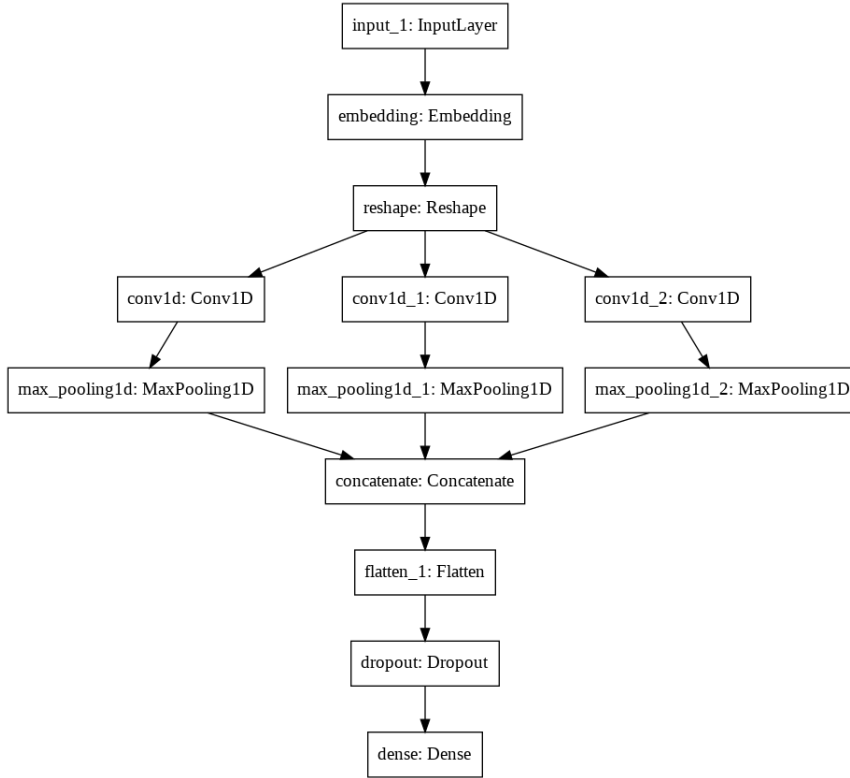 input_1: InputLayer
embedding: Embedding
reshape: Reshape
conv1d: Conv1D
conv1d_1: Conv1D
conv1d_2: Conv1D
max_pooling1d: MaxPooling1D
max_pooling1d_1: MaxPooling1D
max_pooling1d_2: MaxPooling1D
concatenate: Concatenate
flatten_1: Flatten
dropout: Dropout
dense: Dense